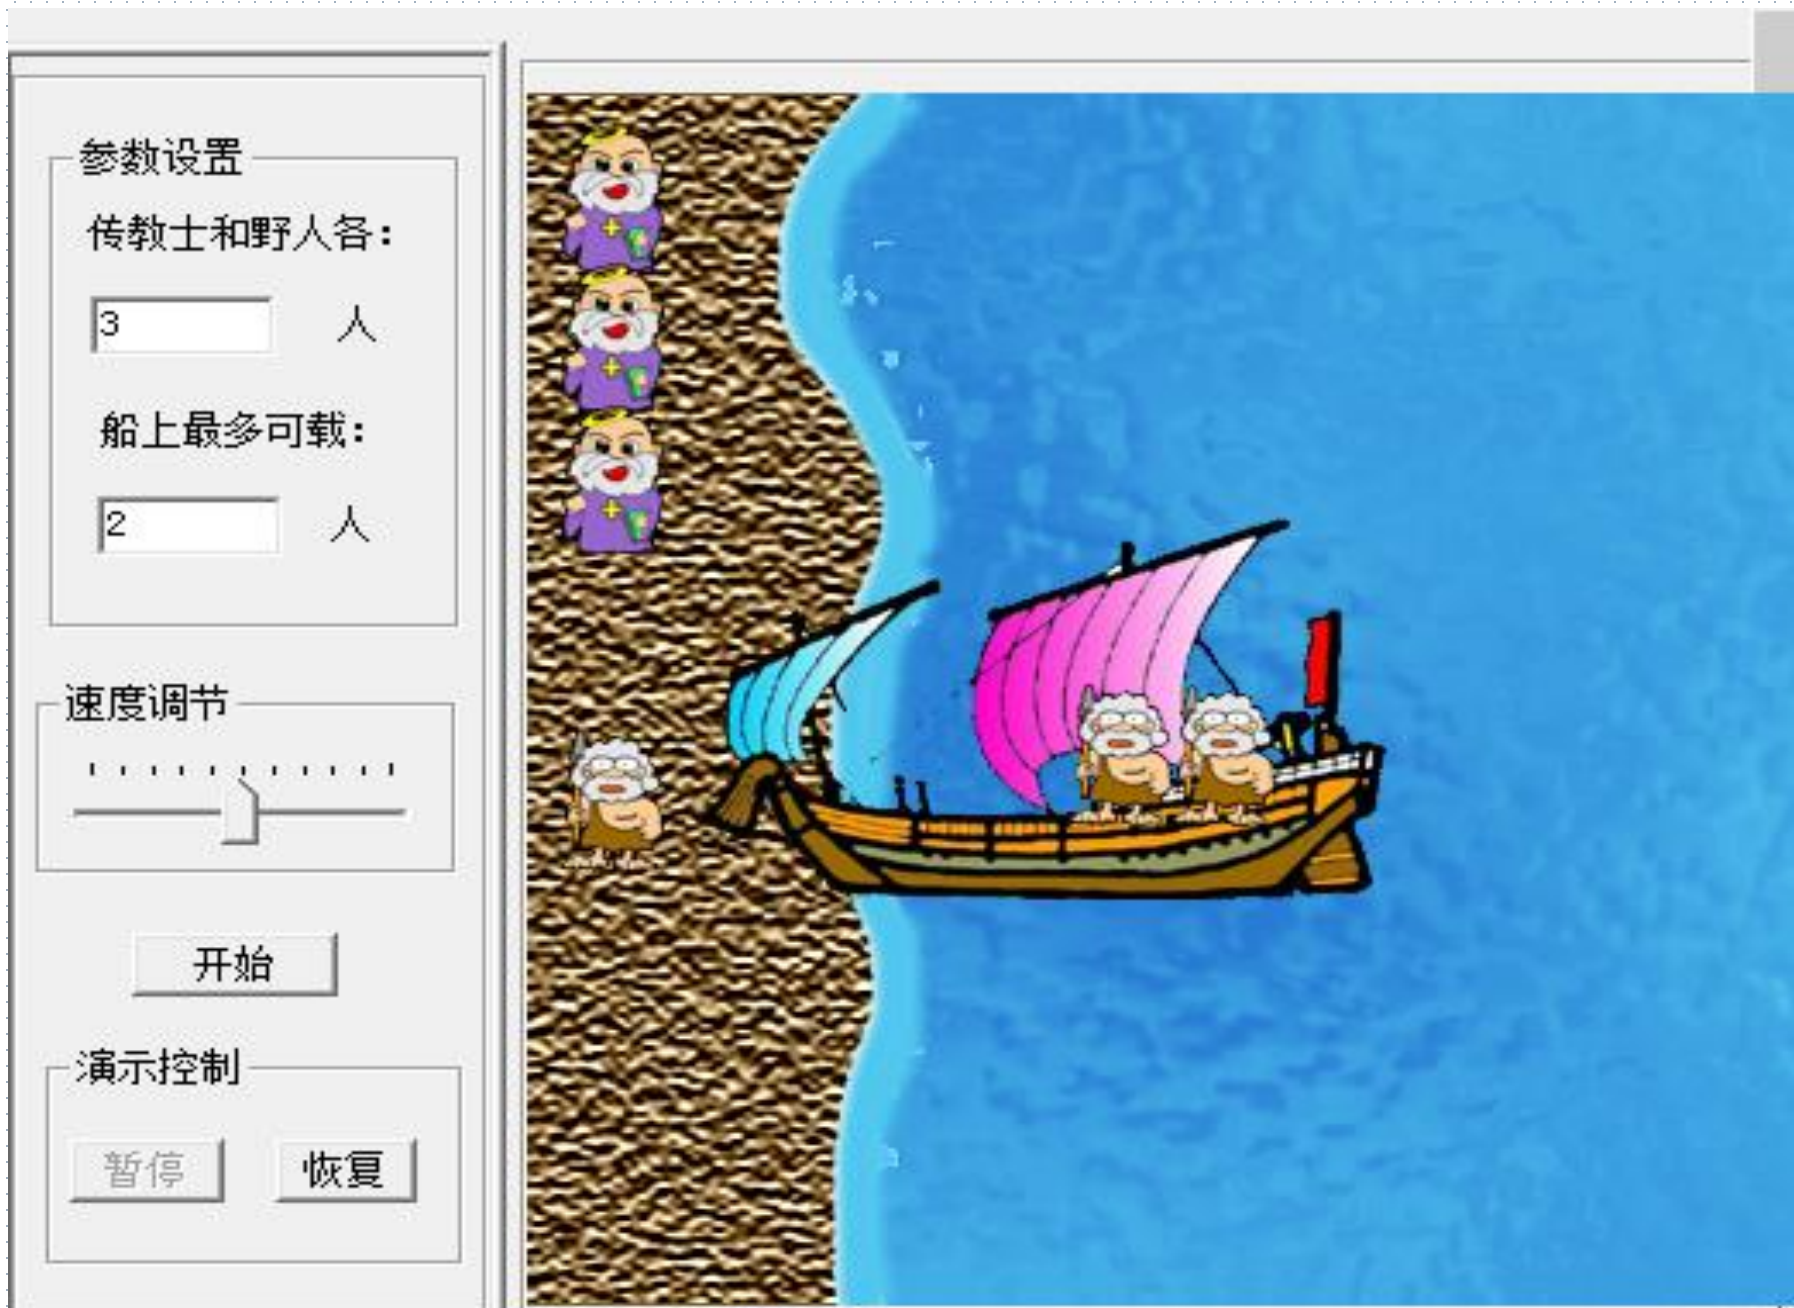 参数设置
传教士和野人各:
3 人
船上最多可载:
2 人
速度调节
开始
演示控制
暂停 恢复